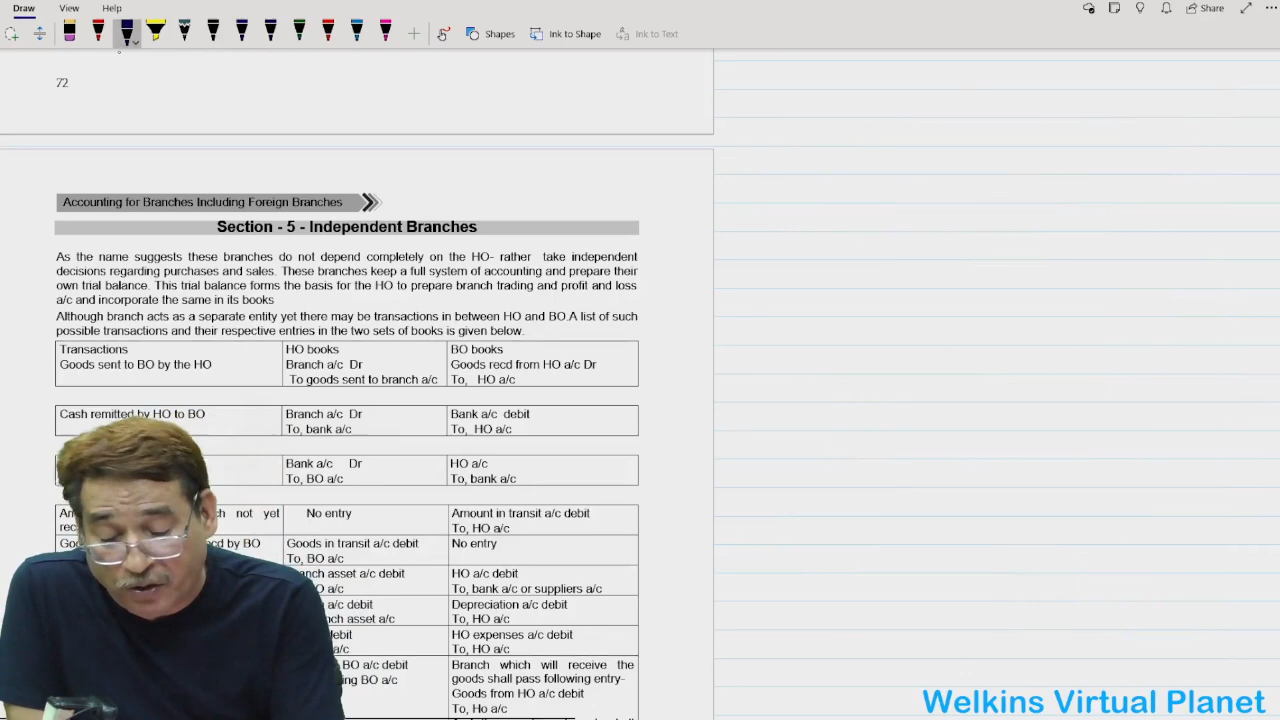 Draw View Help
Share
Shapes Ink to Shape Ink to Text
72
Accounting for Branches Including Foreign Branches
Section - 5 - Independent Branches
As the name suggests these branches do not depend completely on the HO- rather take independent
decisions regarding purchases and sales. These branches keep a full system of accounting and prepare their
own trial balance. This trial balance forms the basis for the HO to prepare branch trading and profit and loss
a/c and incorporate the same in its books
Although branch acts as a separate entity yet there may be transactions in between HO and BO.A list of such
possible transactions and their respective entries in the two sets of books is given below.
Transactions HO books BO books
Goods sent to BO by the HO Branch a/c Dr Goods recd from HO a/c Dr
To goods sent to branch a/c To, HO a/c
Cash remitted by HO to BO Branch a/c Dr Bank a/c debit
To, bank a/c To, HO a/c
Bank a/c Dr HO a/c
To, BO a/c To, bank a/c
not yet No entry Amount in transit a/c debit
To, HO a/c
by BO Goods in transit a/c debit No entry
To, BO a/c
asset a/c debit HO a/c debit
a/c To, bank a/c or suppliers a/c
a/c debit Depreciation a/c debit
asset a/c To, HO a/c
debit HO expenses a/c debit
a/c To, HO a/c
BO a/c debit Branch which will receive the
BO a/c goods shall pass following entry-
Goods from HO a/c debit
To, Ho a/c
Welkins Virtual Planet